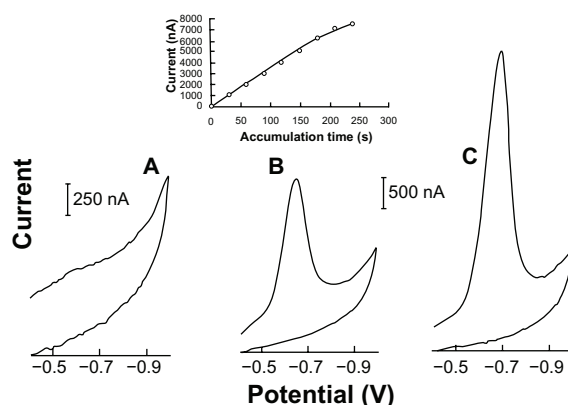 8000
7000
6000
5000
4000
3000
2000
1000
0
Current (nA)
0 50 100 150 200 250 300
Accumulation time (s)
A
B
C
250 nA
500 nA
Current
−0.5 −0.7 −0.9
−0.5 −0.7 −0.9
−0.5 −0.7 −0.9
Potential (V)